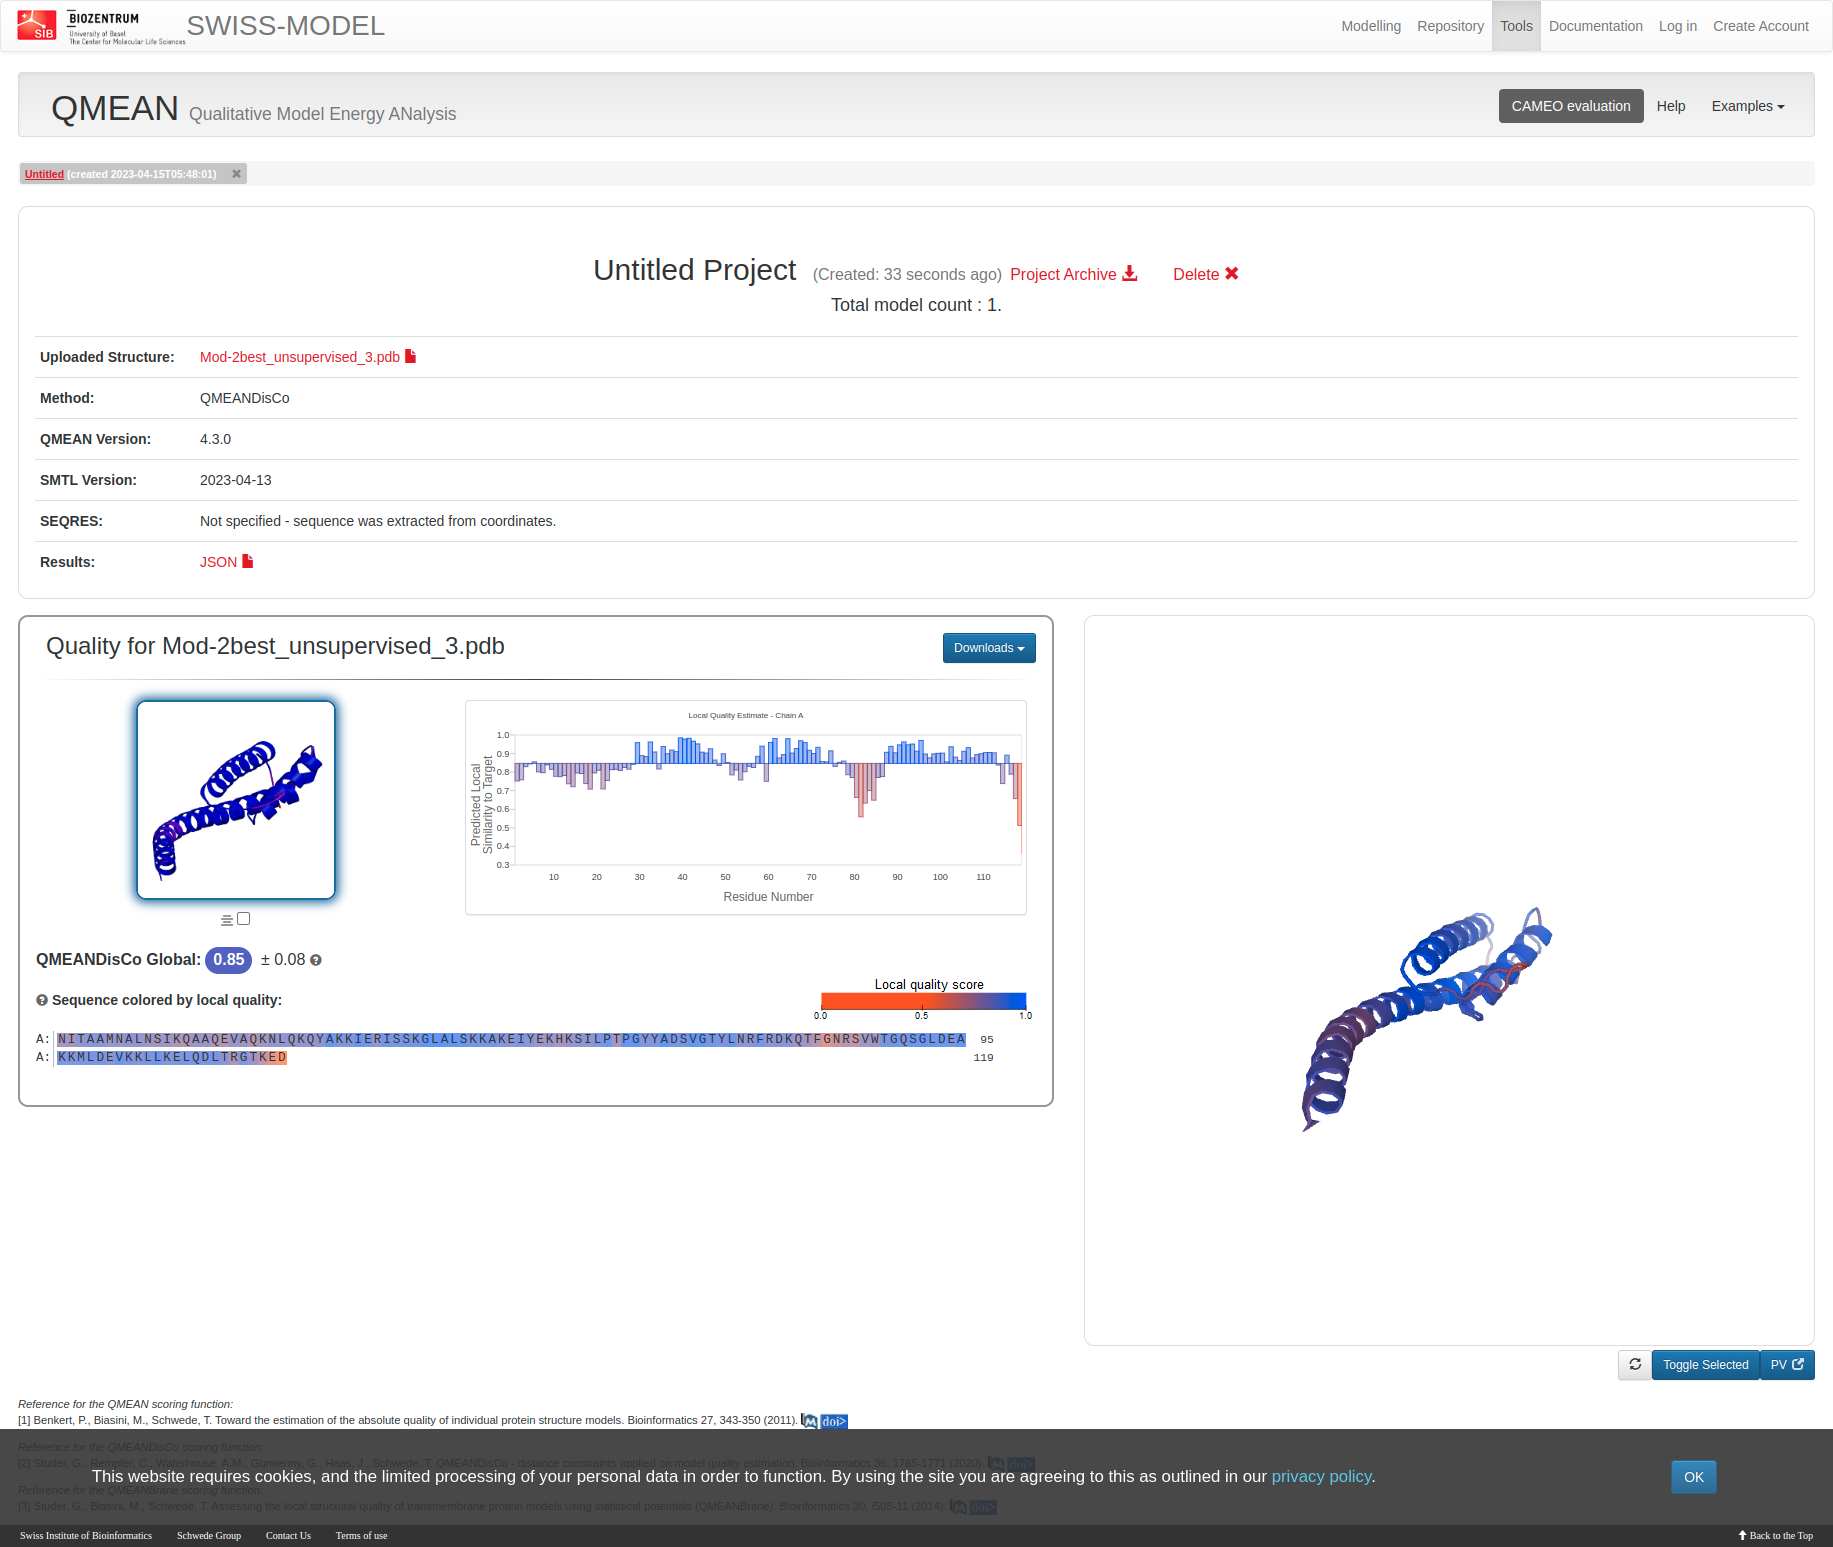 SIB
BIOZENTRUM
University of Basel
The Center for Molecular Life Sciences
SWISS-MODEL
Modelling Repository Tools Documentation Log in Create Account
QMEAN Qualitative Model Energy ANalysis
CAMEO evaluation Help Examples
Untitled (created 2023-04-15T05:48:01)
Untitled Project (Created: 33 seconds ago) Project Archive Delete
Total model count : 1.
Uploaded Structure: Mod-2best_unsupervised_3.pdb
Method: QMEANDisCo
QMEAN Version: 4.3.0
SMTL Version: 2023-04-13
SEQRES: Not specified - sequence was extracted from coordinates.
Results: JSON
Quality for Mod-2best_unsupervised_3.pdb
Downloads
Local Quality Estimate - Chain A
1.0
0.9
0.8
0.7
0.6
0.5
0.4
0.3
Predicted Local
Similarity to Target
10 20 30 40 50 60 70 80 90 100 110
Residue Number
QMEANDisCo Global: 0.85 ± 0.08
Sequence colored by local quality:
Local quality score
0.0 0.5 1.0
A: NITAAMNALNSIKQAAQEVAQKNLQKQYAKKIERISSKGLALSKKAKEIYEKHKSILPTPGYYADSVGTYLNRFRDKQTFGNRSVWTGQSGLDEA 95
A: KKMLDEVKKLLKELQDLTRGTKED 119
Toggle Selected PV
Reference for the QMEAN scoring function:
[1] Benkert, P., Biasini, M., Schwede, T. Toward the estimation of the absolute quality of individual protein structure models. Bioinformatics 27, 343-350 (2011). doi>
Reference for the QMEANDisCo scoring function:
[2] Studer, G., Rempfer, C., Waterhouse, A.M., Gumienny, G., Haas, J., Schwede, T. QMEANDisCo - distance constraints applied on model quality estimation. Bioinformatics 36, 1765-1771 (2020). doi>
This website requires cookies, and the limited processing of your personal data in order to function. By using the site you are agreeing to this as outlined in our privacy policy.
OK
Reference for the QMEANBrane scoring function:
[3] Studer, G., Biasini, M., Schwede, T. Assessing the local structural quality of transmembrane protein models using statistical potentials (QMEANBrane). Bioinformatics 30, i505-11 (2014). doi>
Swiss Institute of Bioinformatics Schwede Group Contact Us Terms of use
Back to the Top